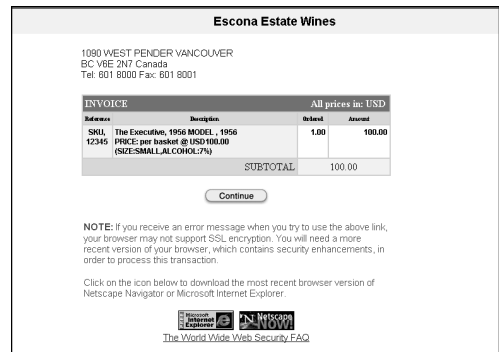 Escona Estate Wines
1090 WEST PENDER VANCOUVER
BC V6E 2N7 Canada
Tel: 601 8000 Fax: 601 8001
INVOICE All prices in: USD
Reference Description Ordered Amount
SKU, The Executive, 1956 MODEL , 1956 1.00 100.00
12345 PRICE: per basket @ USD100.00
(SIZE:SMALL,ALCOHOL:7%)
SUBTOTAL 100.00
Continue
NOTE: If you receive an error message when you try to use the above link,
your browser may not support SSL encryption. You will need a more
recent version of your browser, which contains security enhancements, in
order to process this transaction.
Click on the icon below to download the most recent browser version of
Netscape Navigator or Microsoft Internet Explorer.
Microsoft Internet Explorer
N Netscape NOW!
The World Wide Web Security FAQ